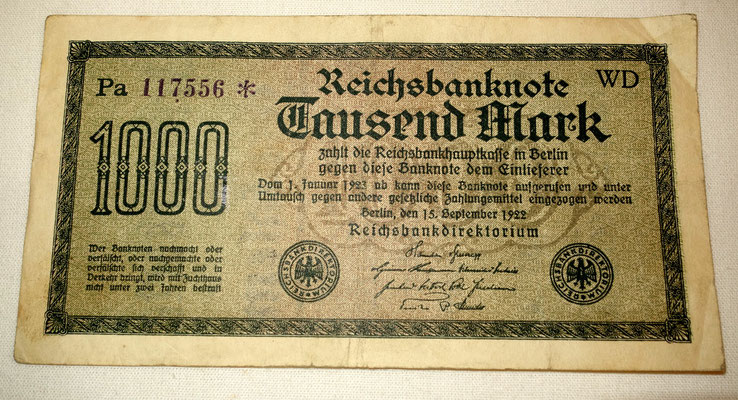 Pa 117556 *
Reichsbanknote
WD
1000
Tausend Mark
zahlt die Reichsbankhauptkasse in Berlin
gegen diese Banknote dem Einlieferer
Vom 1. Januar 1923 ab kann diese Banknote aufgerufen und unter
Umtausch gegen andere gesetzliche Zahlungsmittel eingezogen werden
Berlin, den 15. September 1922
Reichsbankdirektorium
Wer Banknoten nachmacht oder
verfälscht, oder nachgemachte oder
verfälschte sich verschafft und in
Verkehr bringt, wird mit Zuchthaus
nicht unter zwei Jahren bestraft
REICHSBANKDIREKTORIUM
REICHSBANKDIREKTORIUM